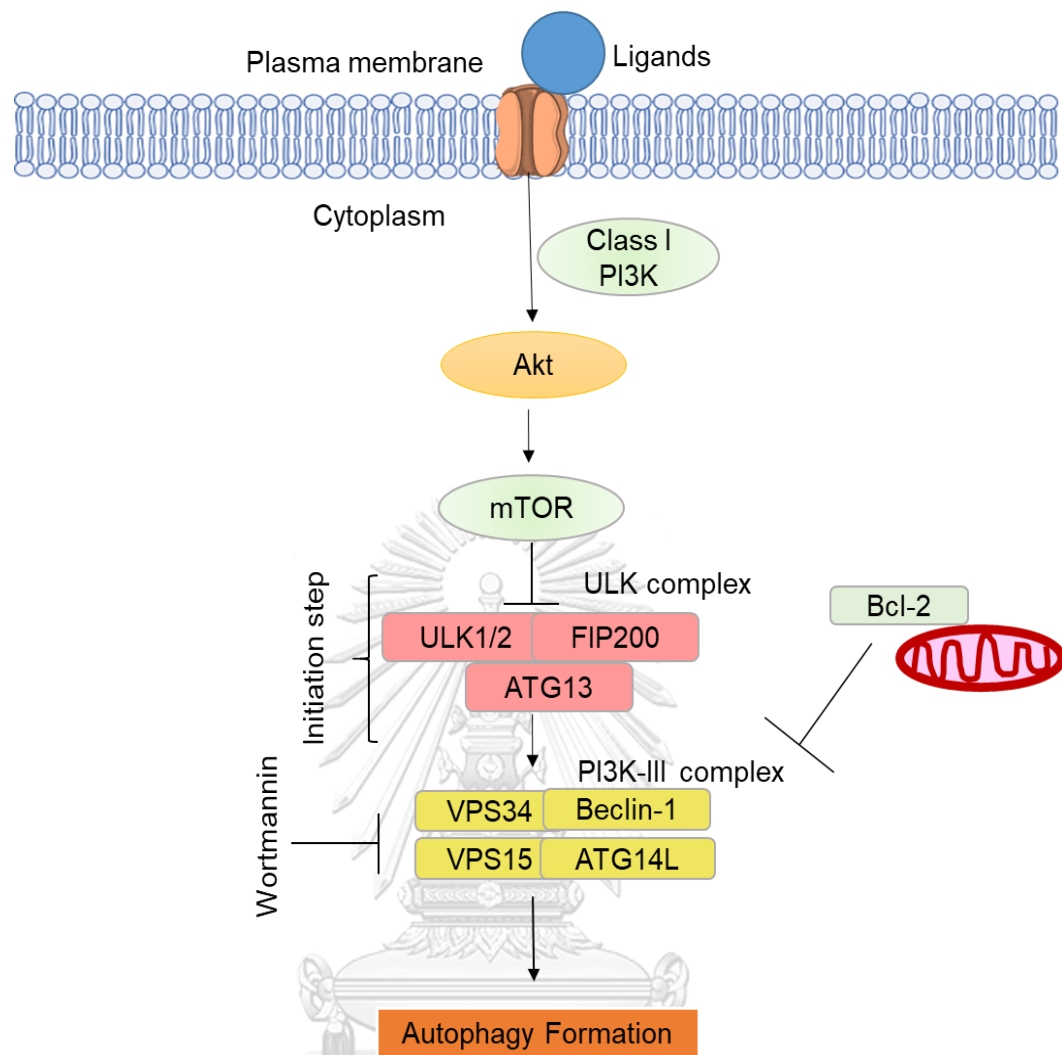 Plasma membrane
Ligands
Cytoplasm
Class I
PI3K
Akt
mTOR
Initiation step
ULK complex
ULK1/2
FIP200
ATG13
Bcl-2
PI3K-III complex
Wortmannin
VPS34
Beclin-1
VPS15
ATG14L
Autophagy Formation